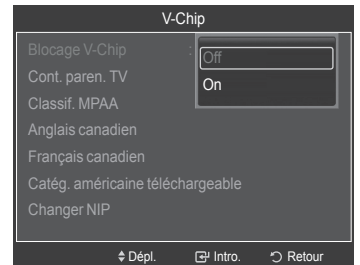 V-Chip
Blocage V-Chip : Off
On
Cont. paren. TV
Classif. MPAA
Anglais canadien
Français canadien
Catég. américaine téléchargeable
Changer NIP
Dépl. Intro. Retour